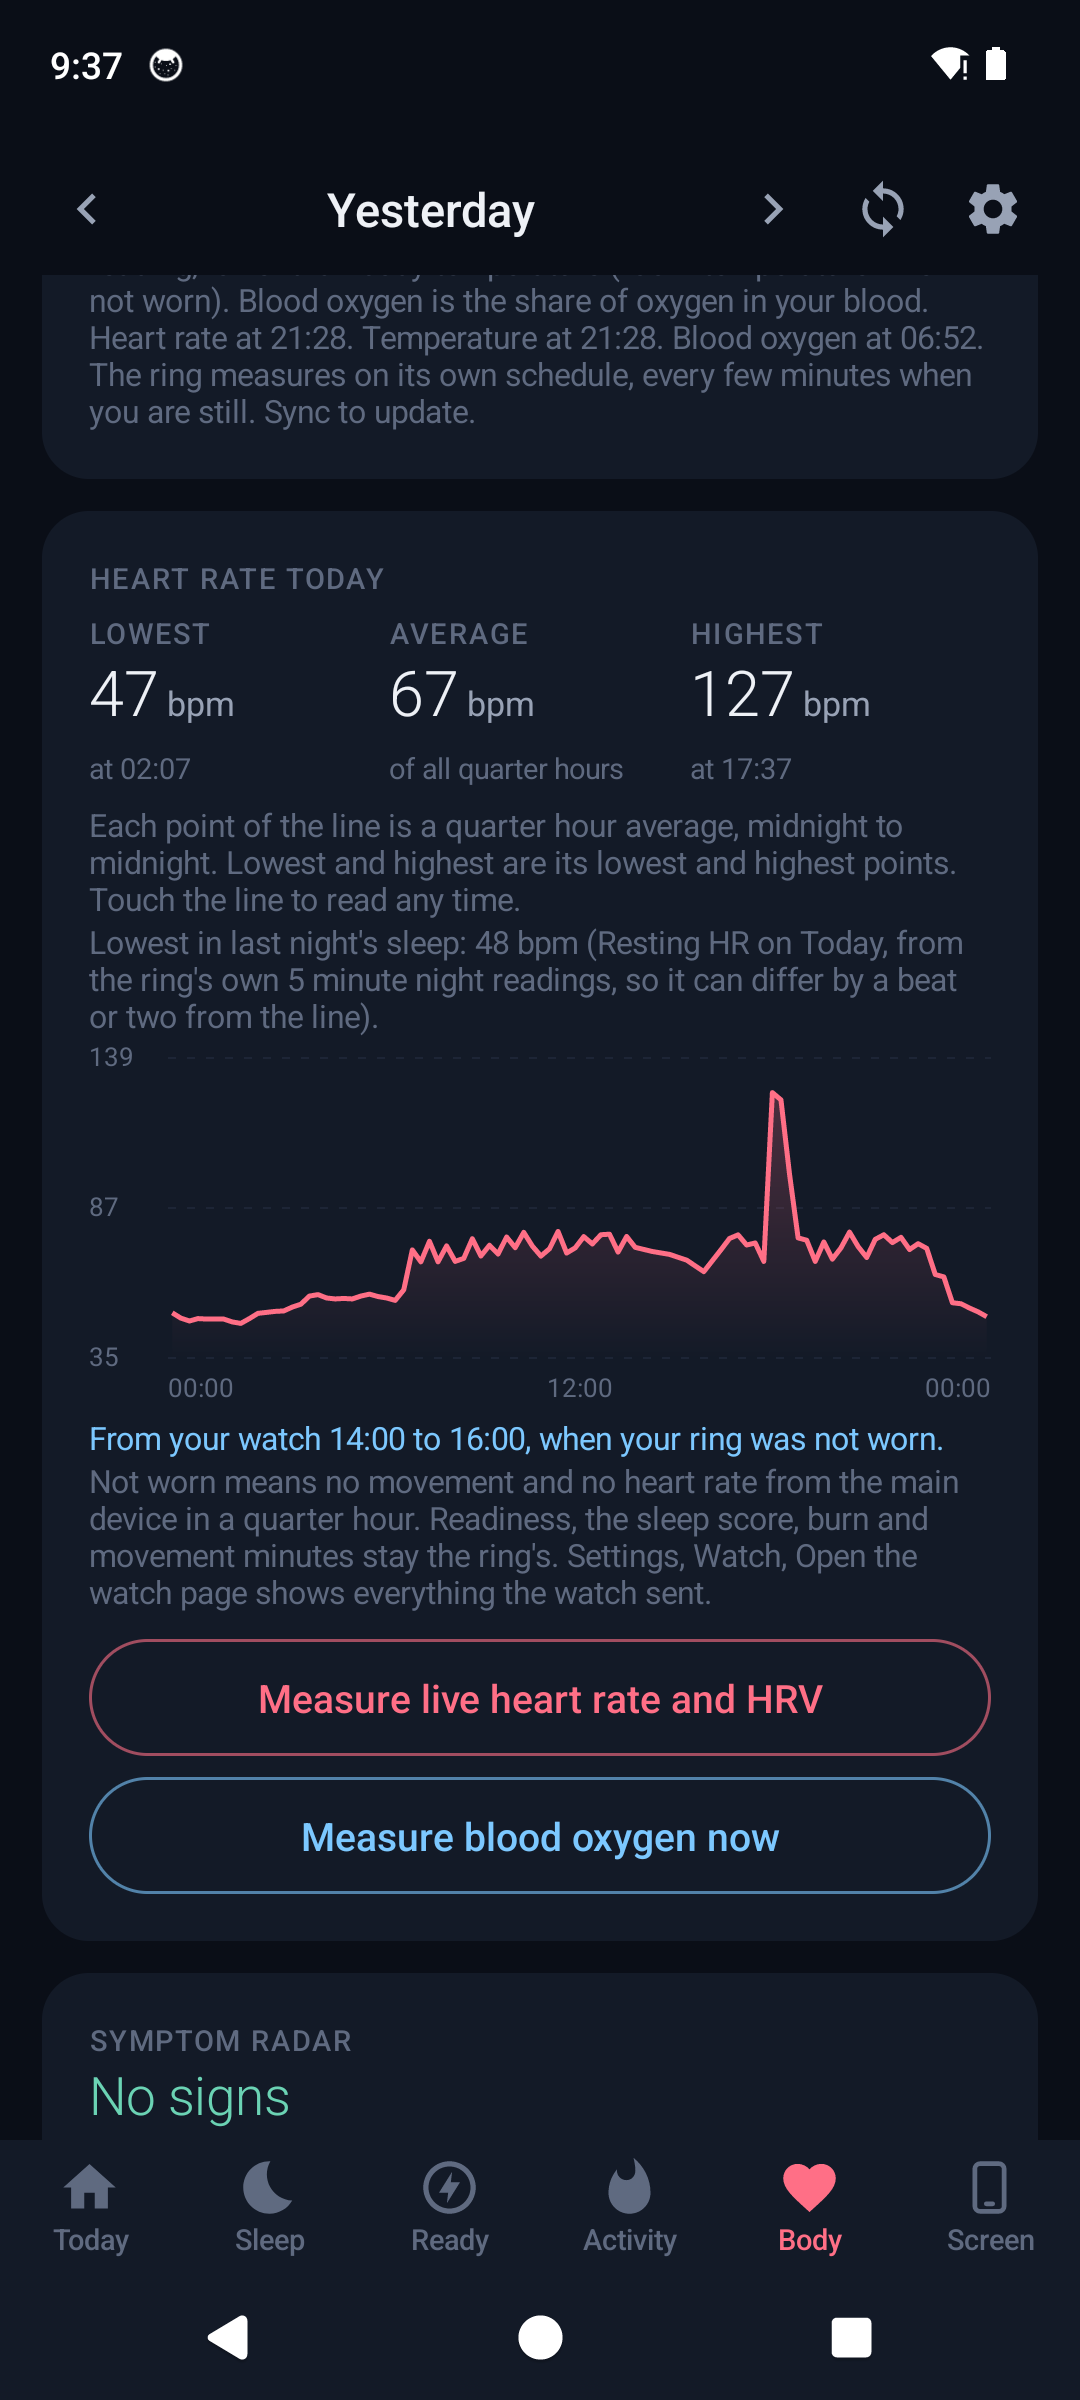 9:37
Yesterday
not worn). Blood oxygen is the share of oxygen in your blood.
Heart rate at 21:28. Temperature at 21:28. Blood oxygen at 06:52.
The ring measures on its own schedule, every few minutes when
you are still. Sync to update.
HEART RATE TODAY
LOWEST AVERAGE HIGHEST
47 bpm 67 bpm 127 bpm
at 02:07 of all quarter hours at 17:37
Each point of the line is a quarter hour average, midnight to
midnight. Lowest and highest are its lowest and highest points.
Touch the line to read any time.
Lowest in last night's sleep: 48 bpm (Resting HR on Today, from
the ring's own 5 minute night readings, so it can differ by a beat
or two from the line).
139
87
35
00:00 12:00 00:00
From your watch 14:00 to 16:00, when your ring was not worn.
Not worn means no movement and no heart rate from the main
device in a quarter hour. Readiness, the sleep score, burn and
movement minutes stay the ring's. Settings, Watch, Open the
watch page shows everything the watch sent.
Measure live heart rate and HRV
Measure blood oxygen now
SYMPTOM RADAR
No signs
Today Sleep Ready Activity Body Screen